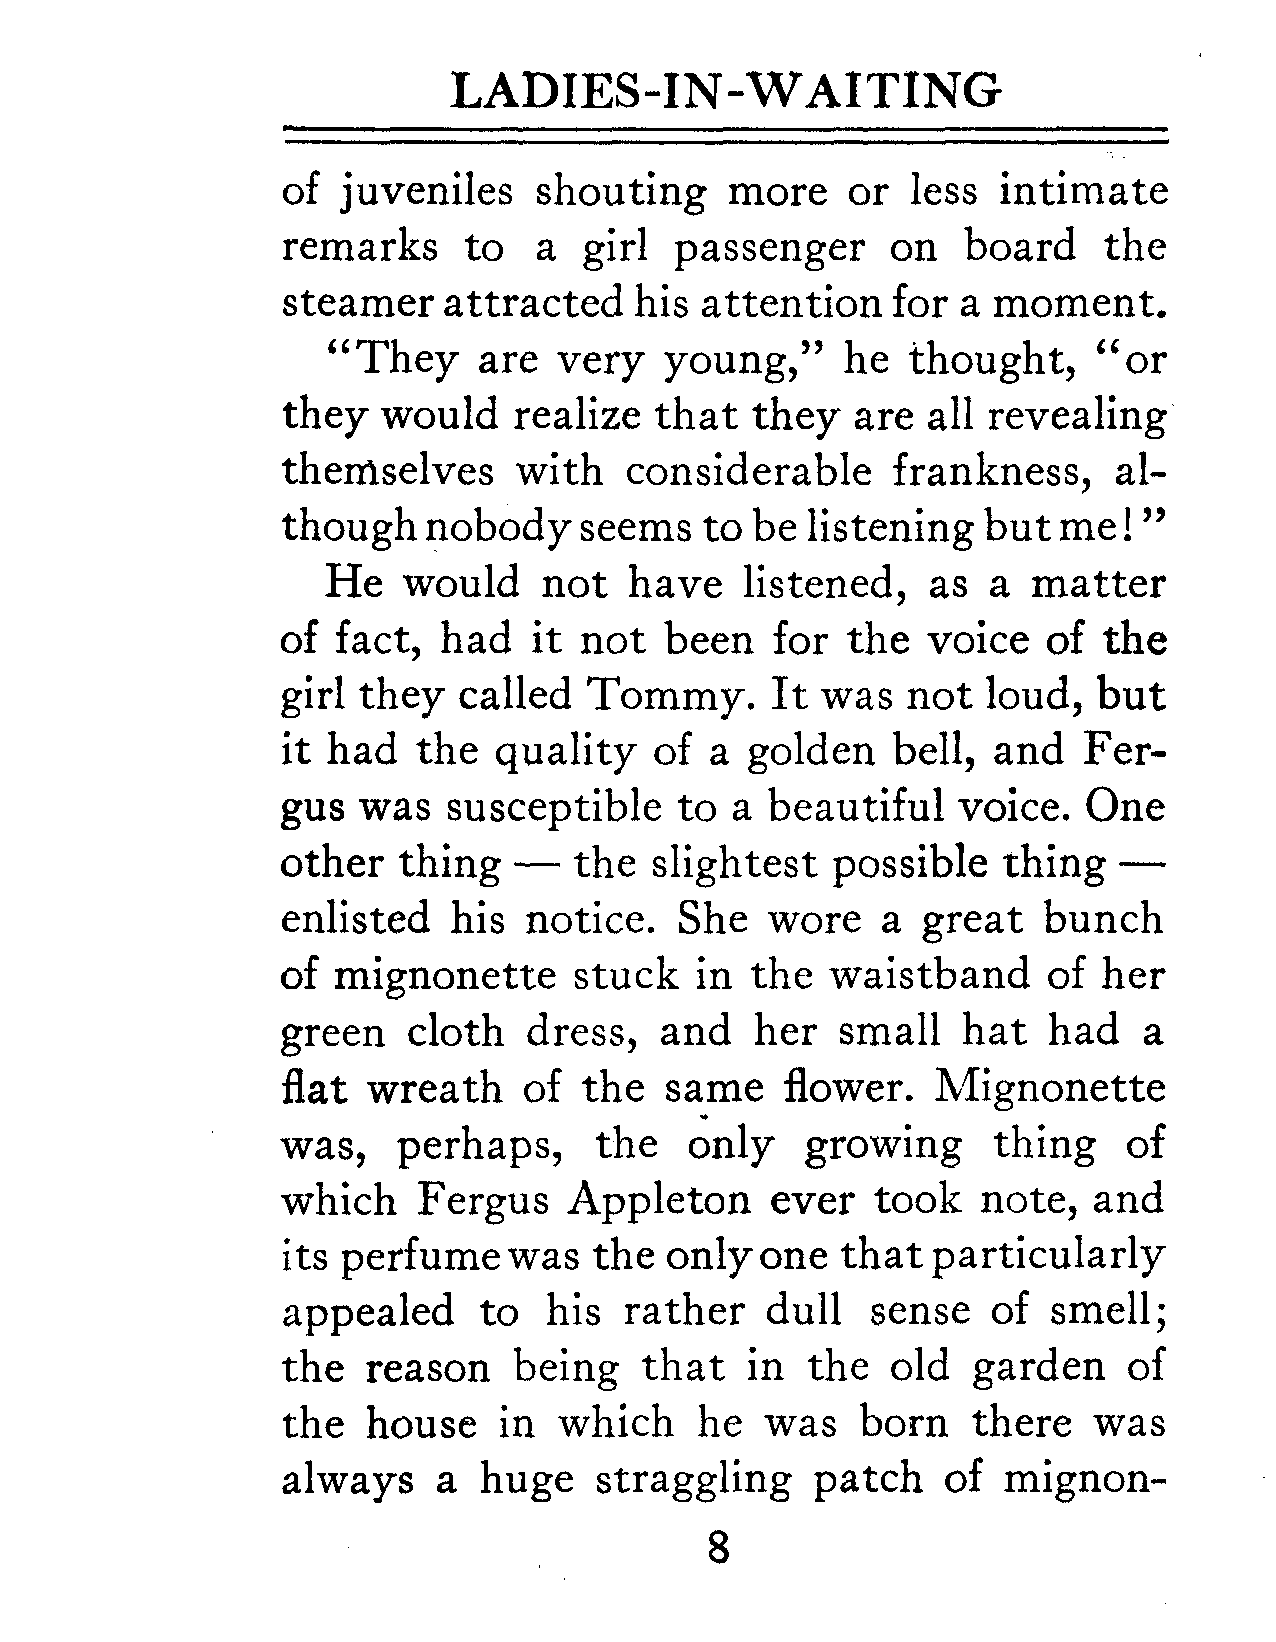 LADIES-IN-WAITING
of juveniles shouting more or less intimate
remarks to a girl passenger on board the
steamer attracted his attention for a moment.
“They are very young,” he thought, “or
they would realize that they are all revealing
themselves with considerable frankness, al-
though nobody seems to be listening but me!”
He would not have listened, as a matter
of fact, had it not been for the voice of the
girl they called Tommy. It was not loud, but
it had the quality of a golden bell, and Fer-
gus was susceptible to a beautiful voice. One
other thing — the slightest possible thing —
enlisted his notice. She wore a great bunch
of mignonette stuck in the waistband of her
green cloth dress, and her small hat had a
flat wreath of the same flower. Mignonette
was, perhaps, the only growing thing of
which Fergus Appleton ever took note, and
its perfume was the only one that particularly
appealed to his rather dull sense of smell;
the reason being that in the old garden of
the house in which he was born there was
always a huge straggling patch of mignon-
8